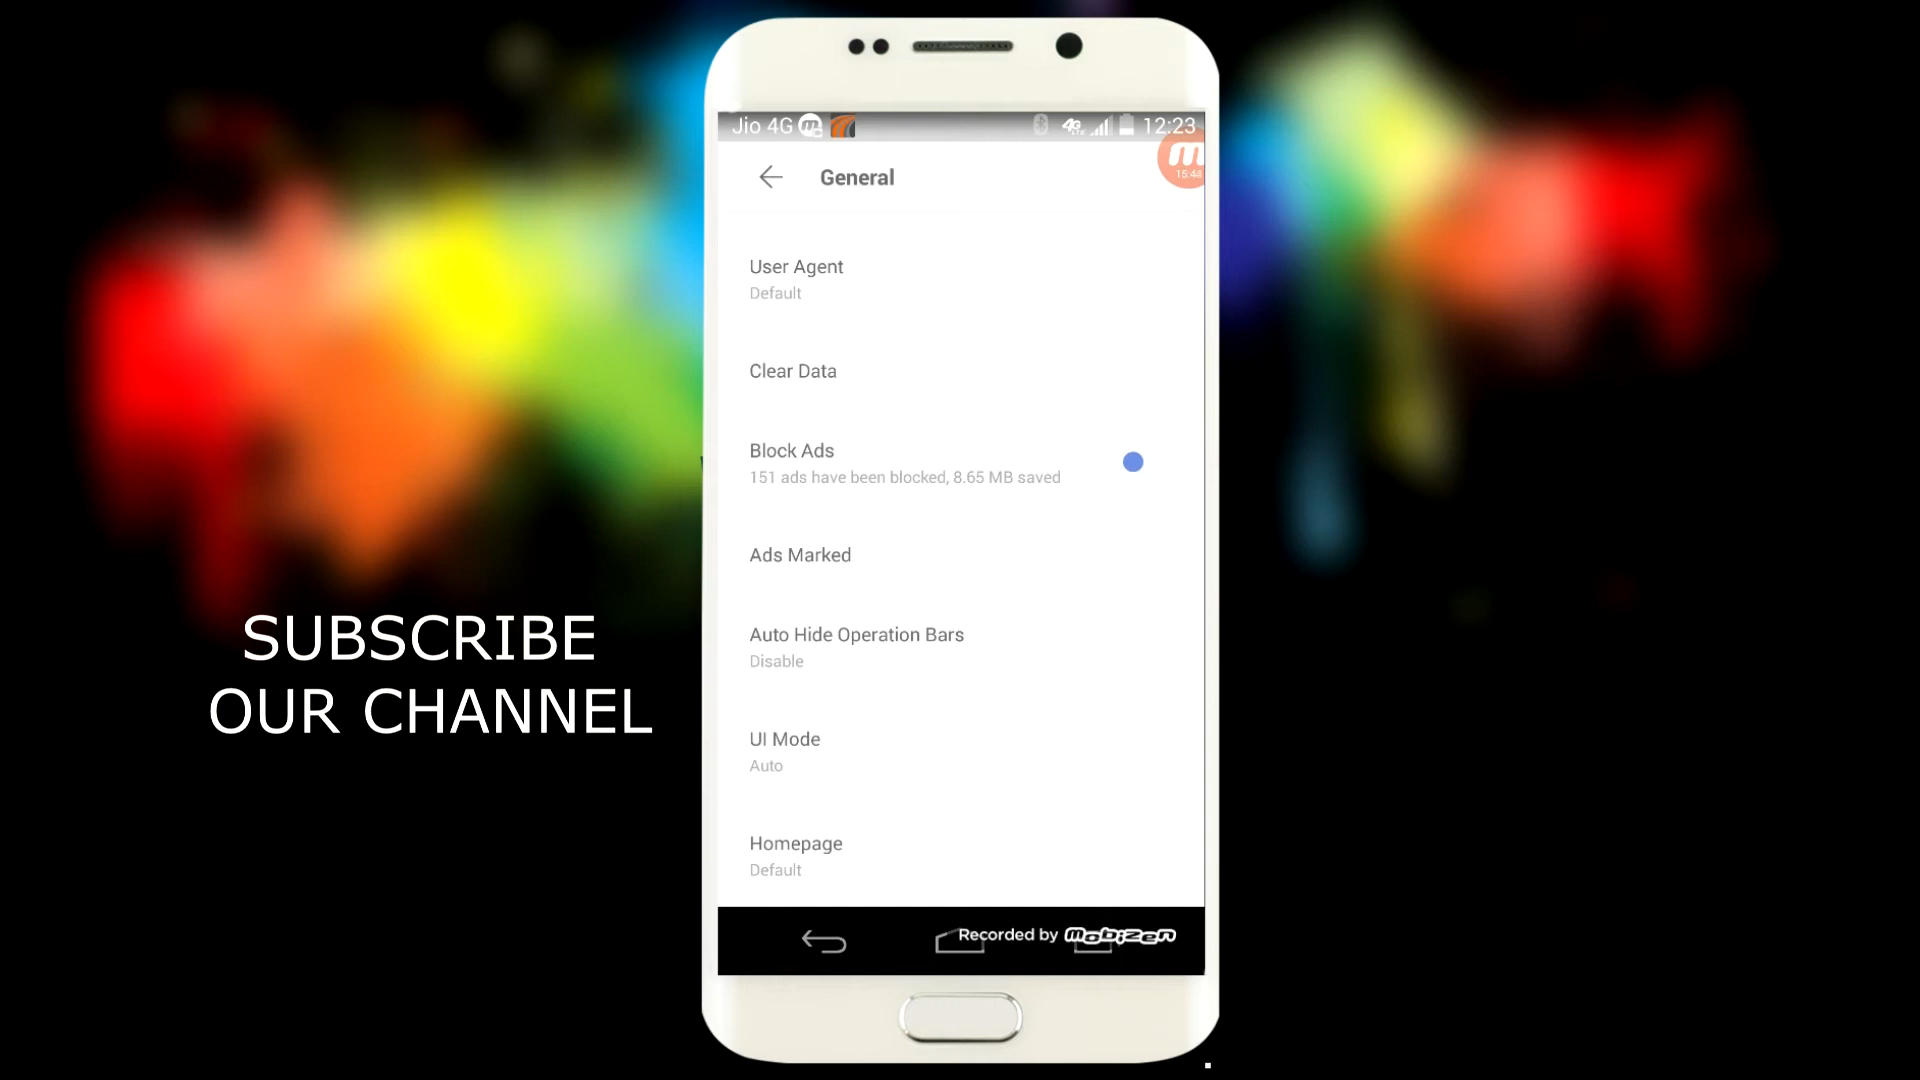 Jio 4G 12:23
General
15:48
User Agent
Default
Clear Data
Block Ads
151 ads have been blocked, 8.65 MB saved
Ads Marked
Auto Hide Operation Bars
Disable
UI Mode
Auto
Homepage
Default
Recorded by Mobizen
SUBSCRIBE
OUR CHANNEL